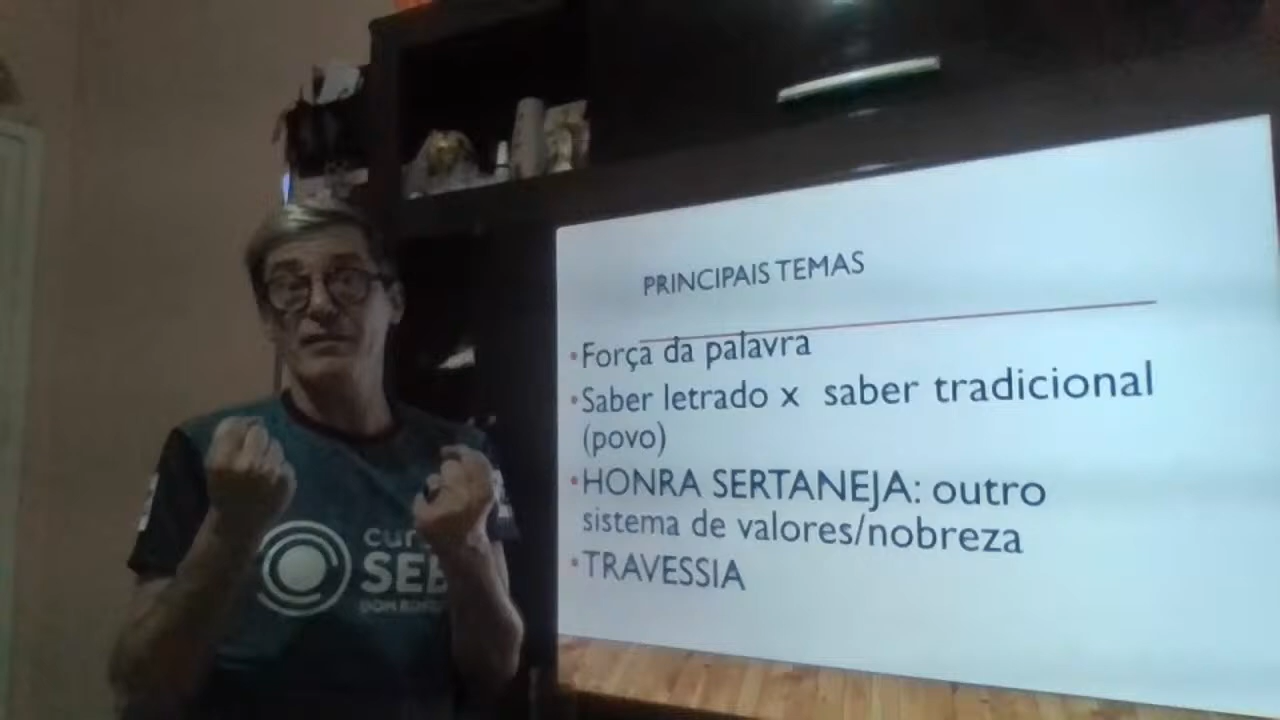 PRINCIPAIS TEMAS
•Força da palavra
•Saber letrado x saber tradicional
(povo)
•HONRA SERTANEJA: outro
sistema de valores/nobreza
•TRAVESSIA
SEB